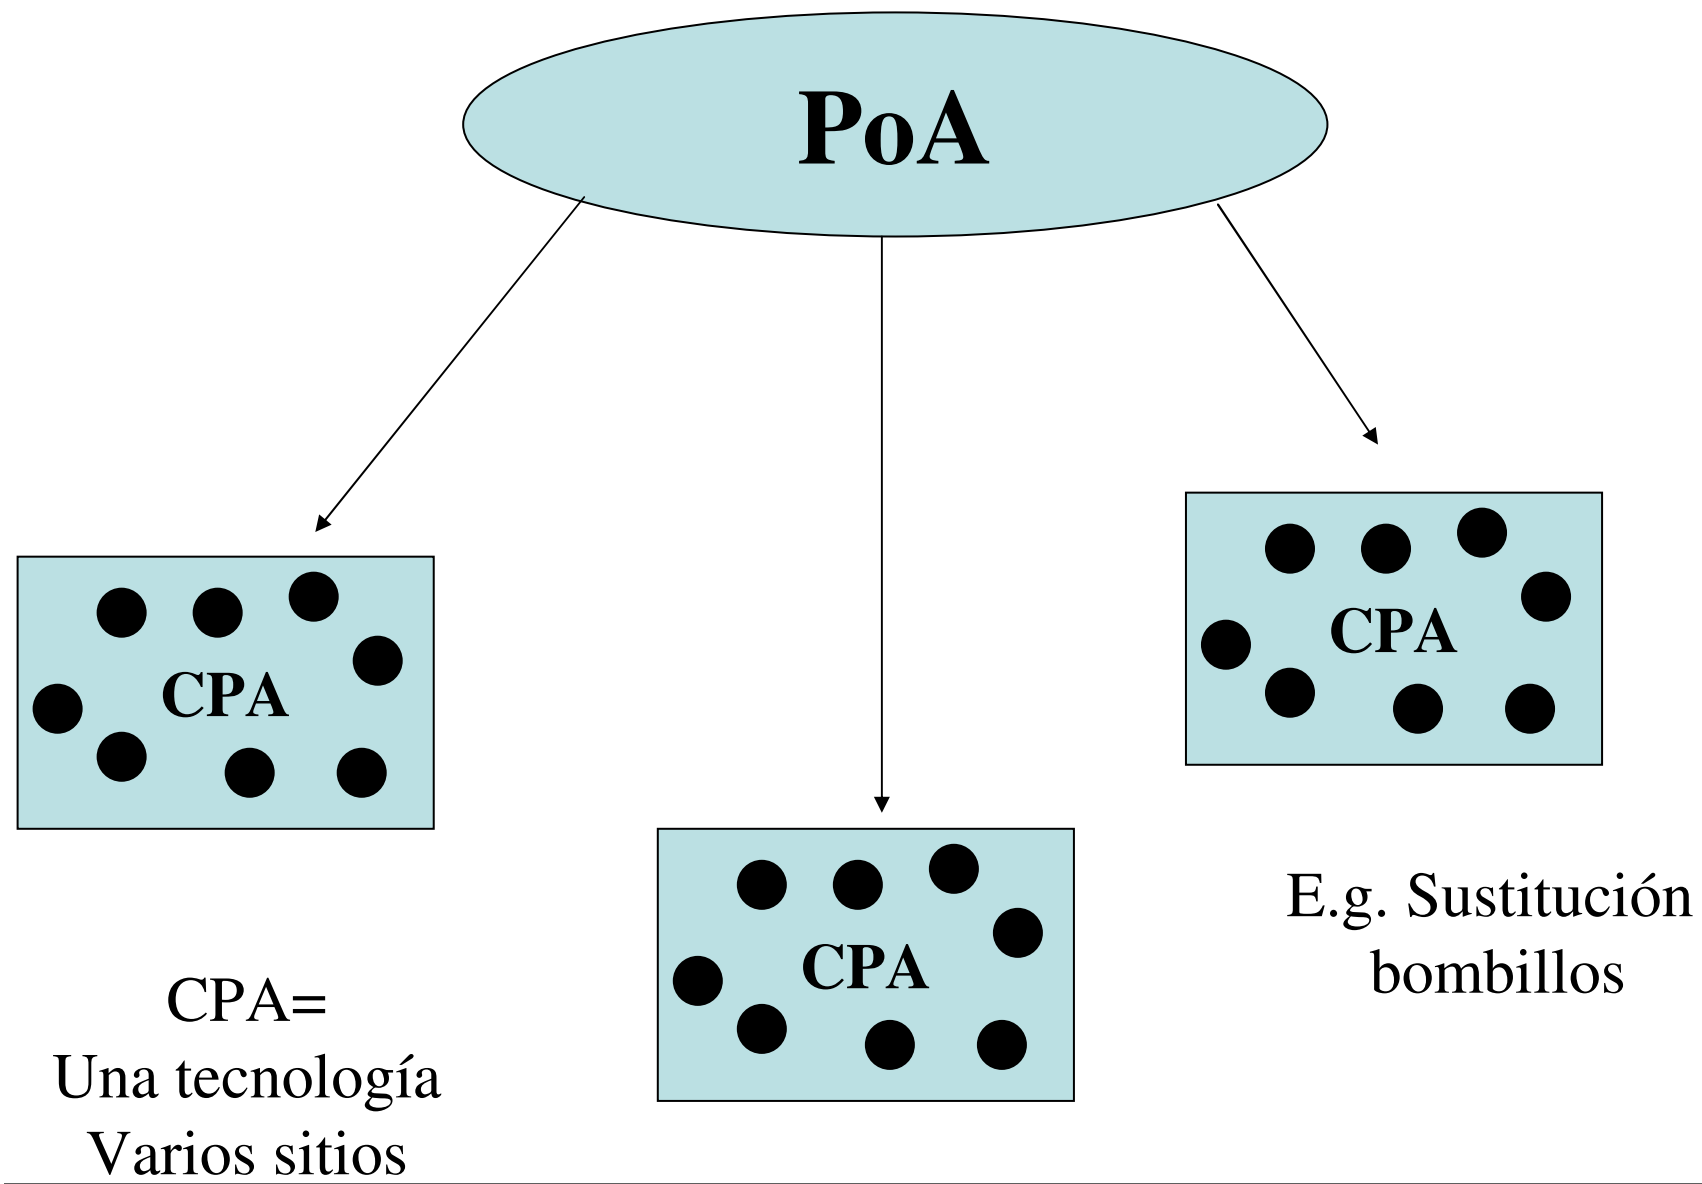 PoA
CPA
CPA
CPA
CPA=
Una tecnología
Varios sitios
E.g. Sustitución
bombillos